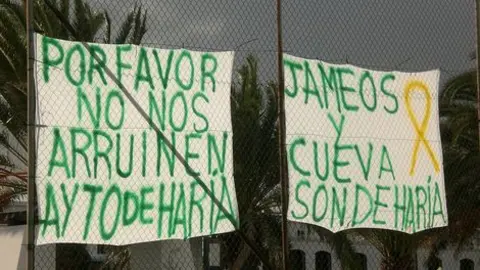 POR FAVOR
NO NOS
ARRUINEN
AYTO DE HARÍA
JAMEOS
Y
CUEVA
SON DE HARÍA